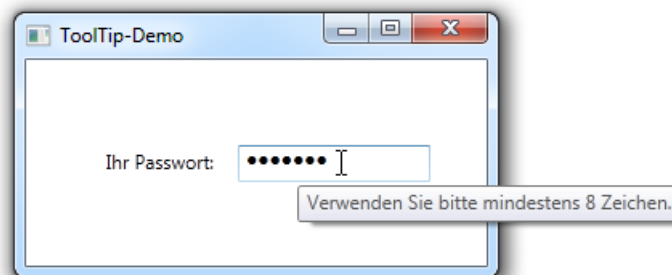 ToolTip-Demo
Ihr Passwort: •••••••
Verwenden Sie bitte mindestens 8 Zeichen.